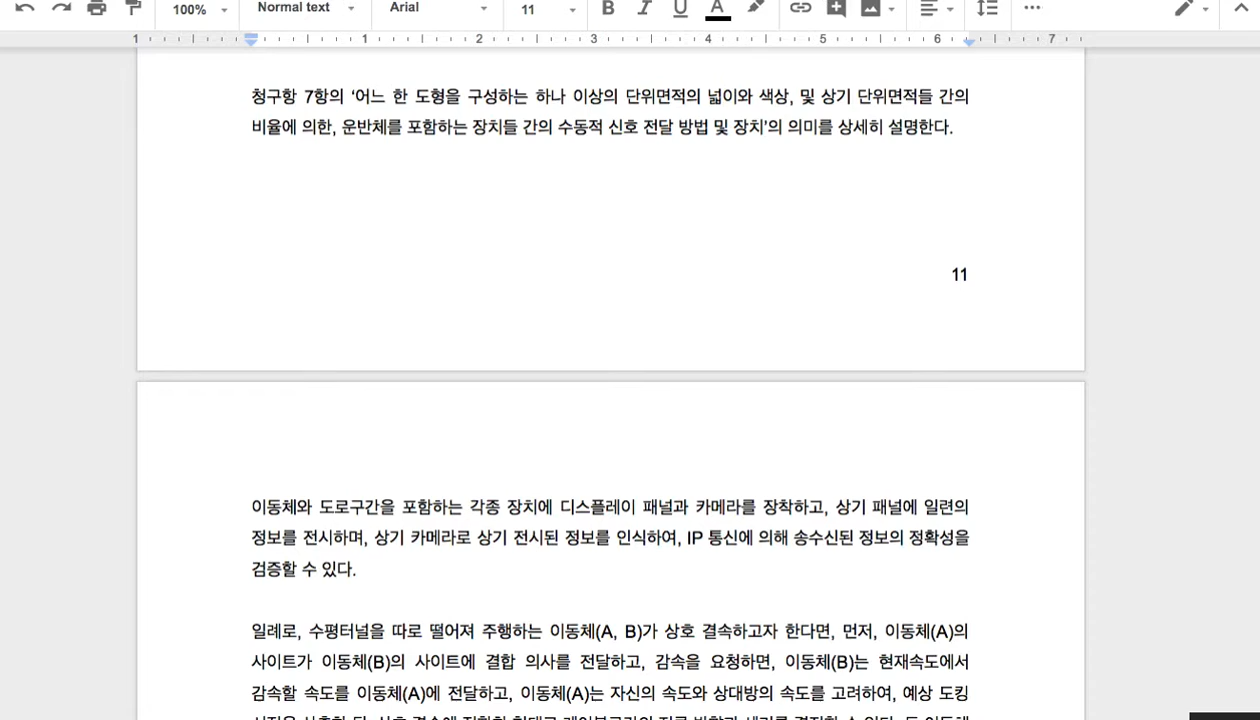 100% Normal text Arial 11 B I U A
1 1 2 3 4 5 6 7
청구항 7항의 ‘어느 한 도형을 구성하는 하나 이상의 단위면적의 넓이와 색상, 및 상기 단위면적들 간의
비율에 의한, 운반체를 포함하는 장치들 간의 수동적 신호 전달 방법 및 장치’의 의미를 상세히 설명한다.
11
이동체와 도로구간을 포함하는 각종 장치에 디스플레이 패널과 카메라를 장착하고, 상기 패널에 일련의
정보를 전시하며, 상기 카메라로 상기 전시된 정보를 인식하여, IP 통신에 의해 송수신된 정보의 정확성을
검증할 수 있다.
일례로, 수평터널을 따로 떨어져 주행하는 이동체(A, B)가 상호 결속하고자 한다면, 먼저, 이동체(A)의
사이트가 이동체(B)의 사이트에 결합 의사를 전달하고, 감속을 요청하면, 이동체(B)는 현재속도에서
감속할 속도를 이동체(A)에 전달하고, 이동체(A)는 자신의 속도와 상대방의 속도를 고려하여, 예상 도킹